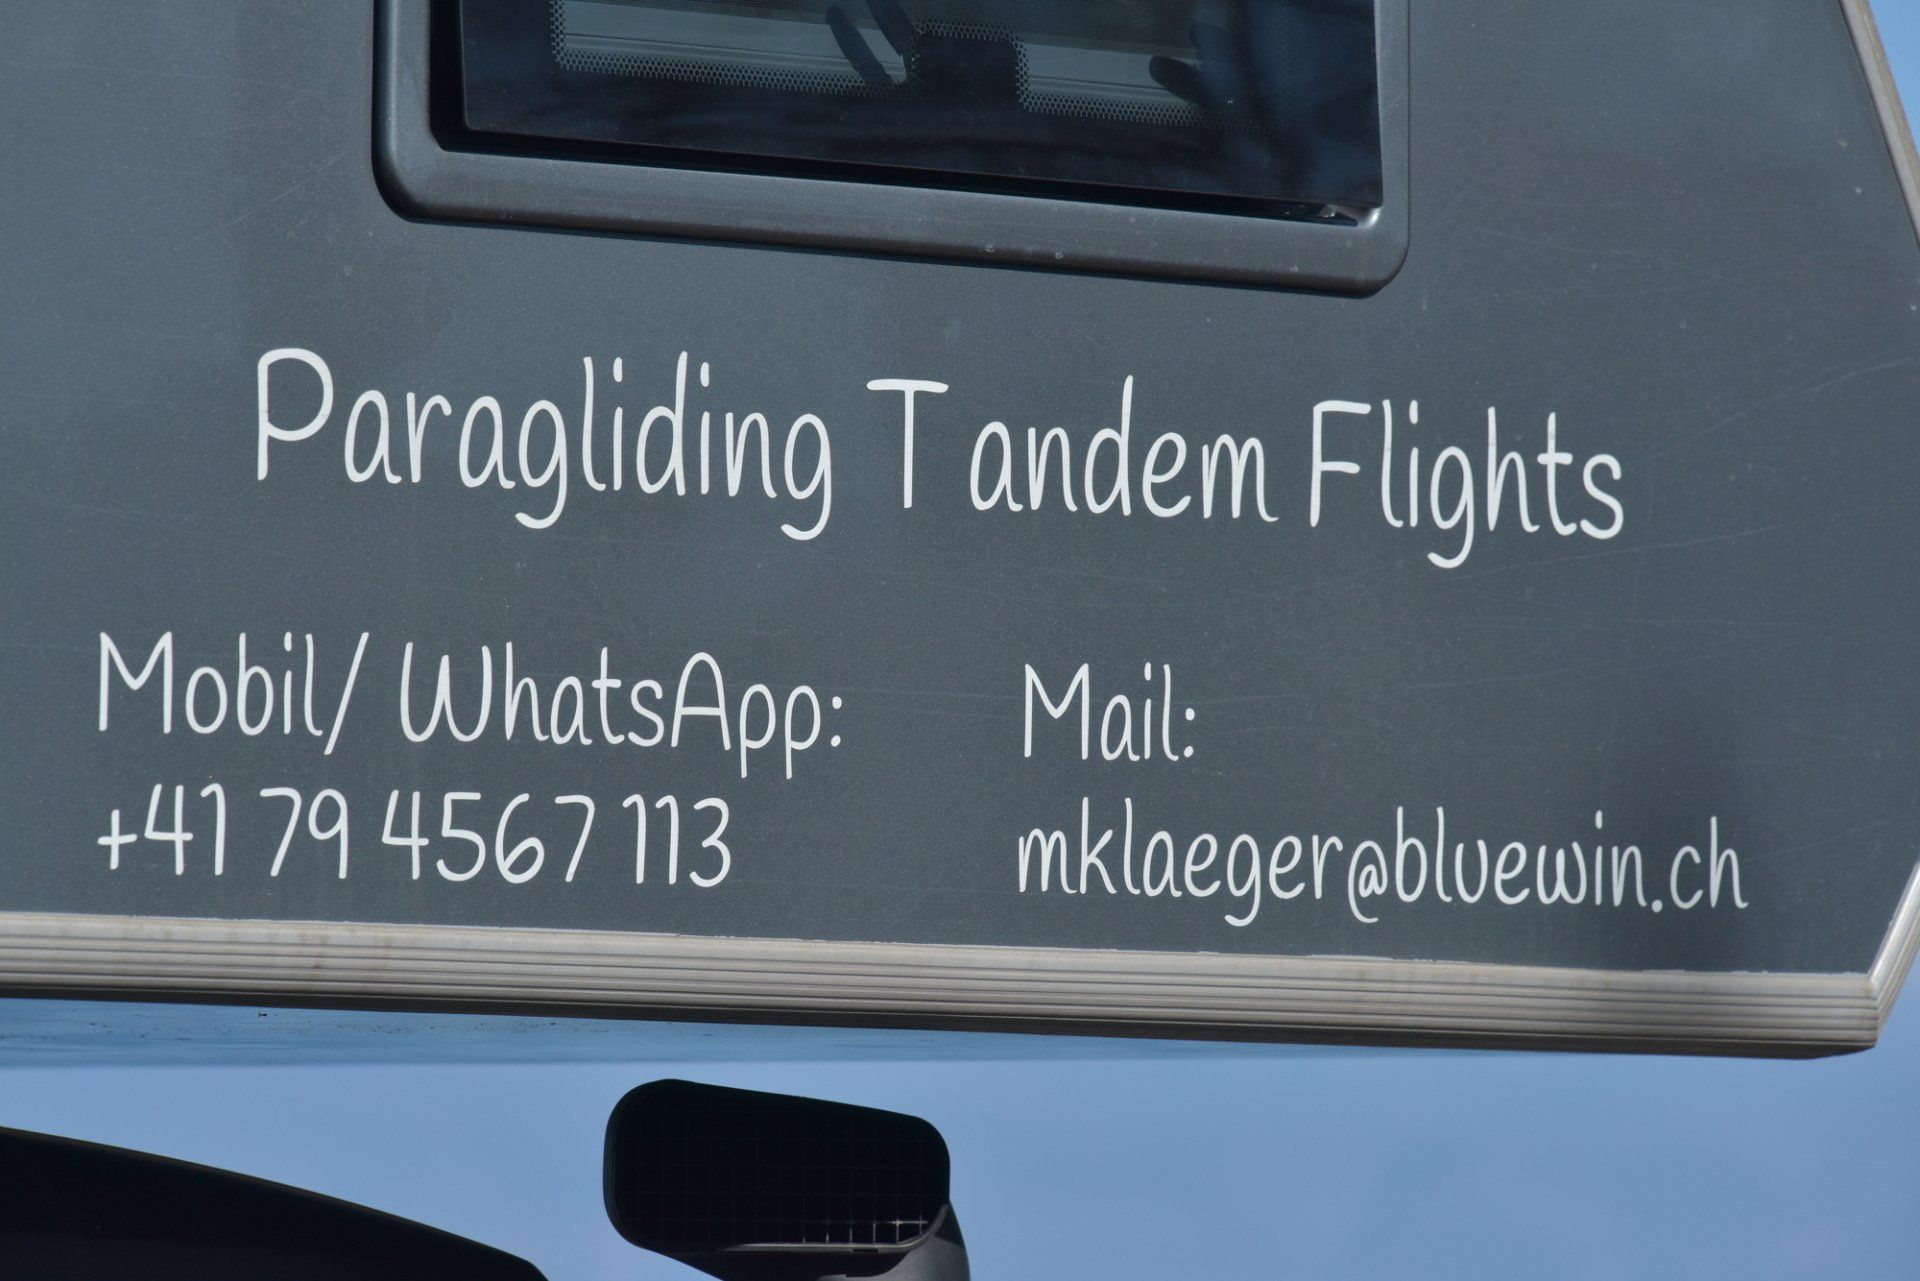 Paragliding Tandem Flights
Mobil/ WhatsApp:
+41 79 4567 113
Mail:
mklaeger@bluewin.ch